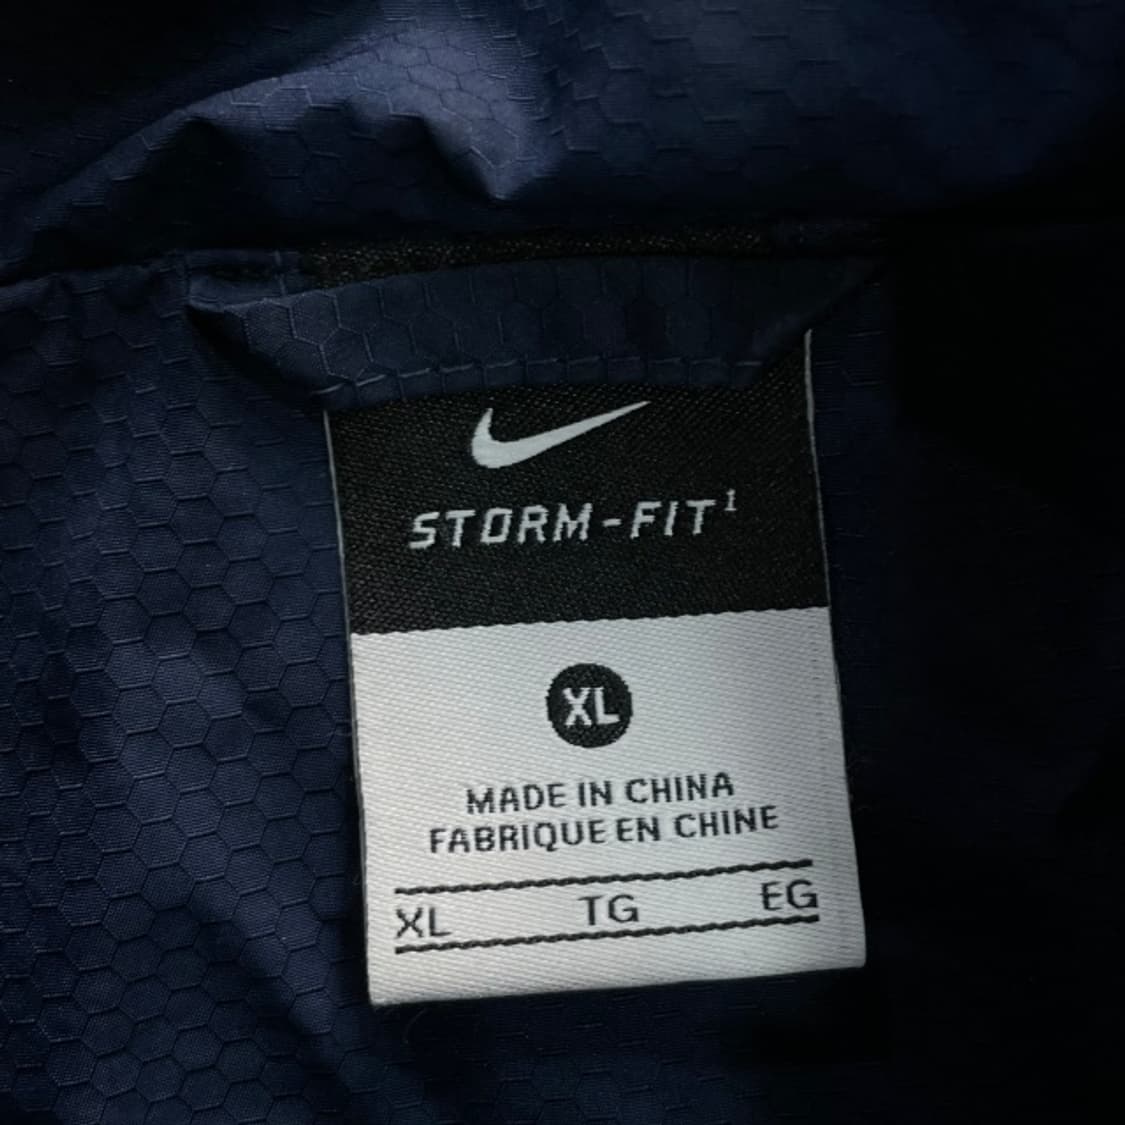 STORM-FIT¹
XL
MADE IN CHINA
FABRIQUE EN CHINE
XL TG EG